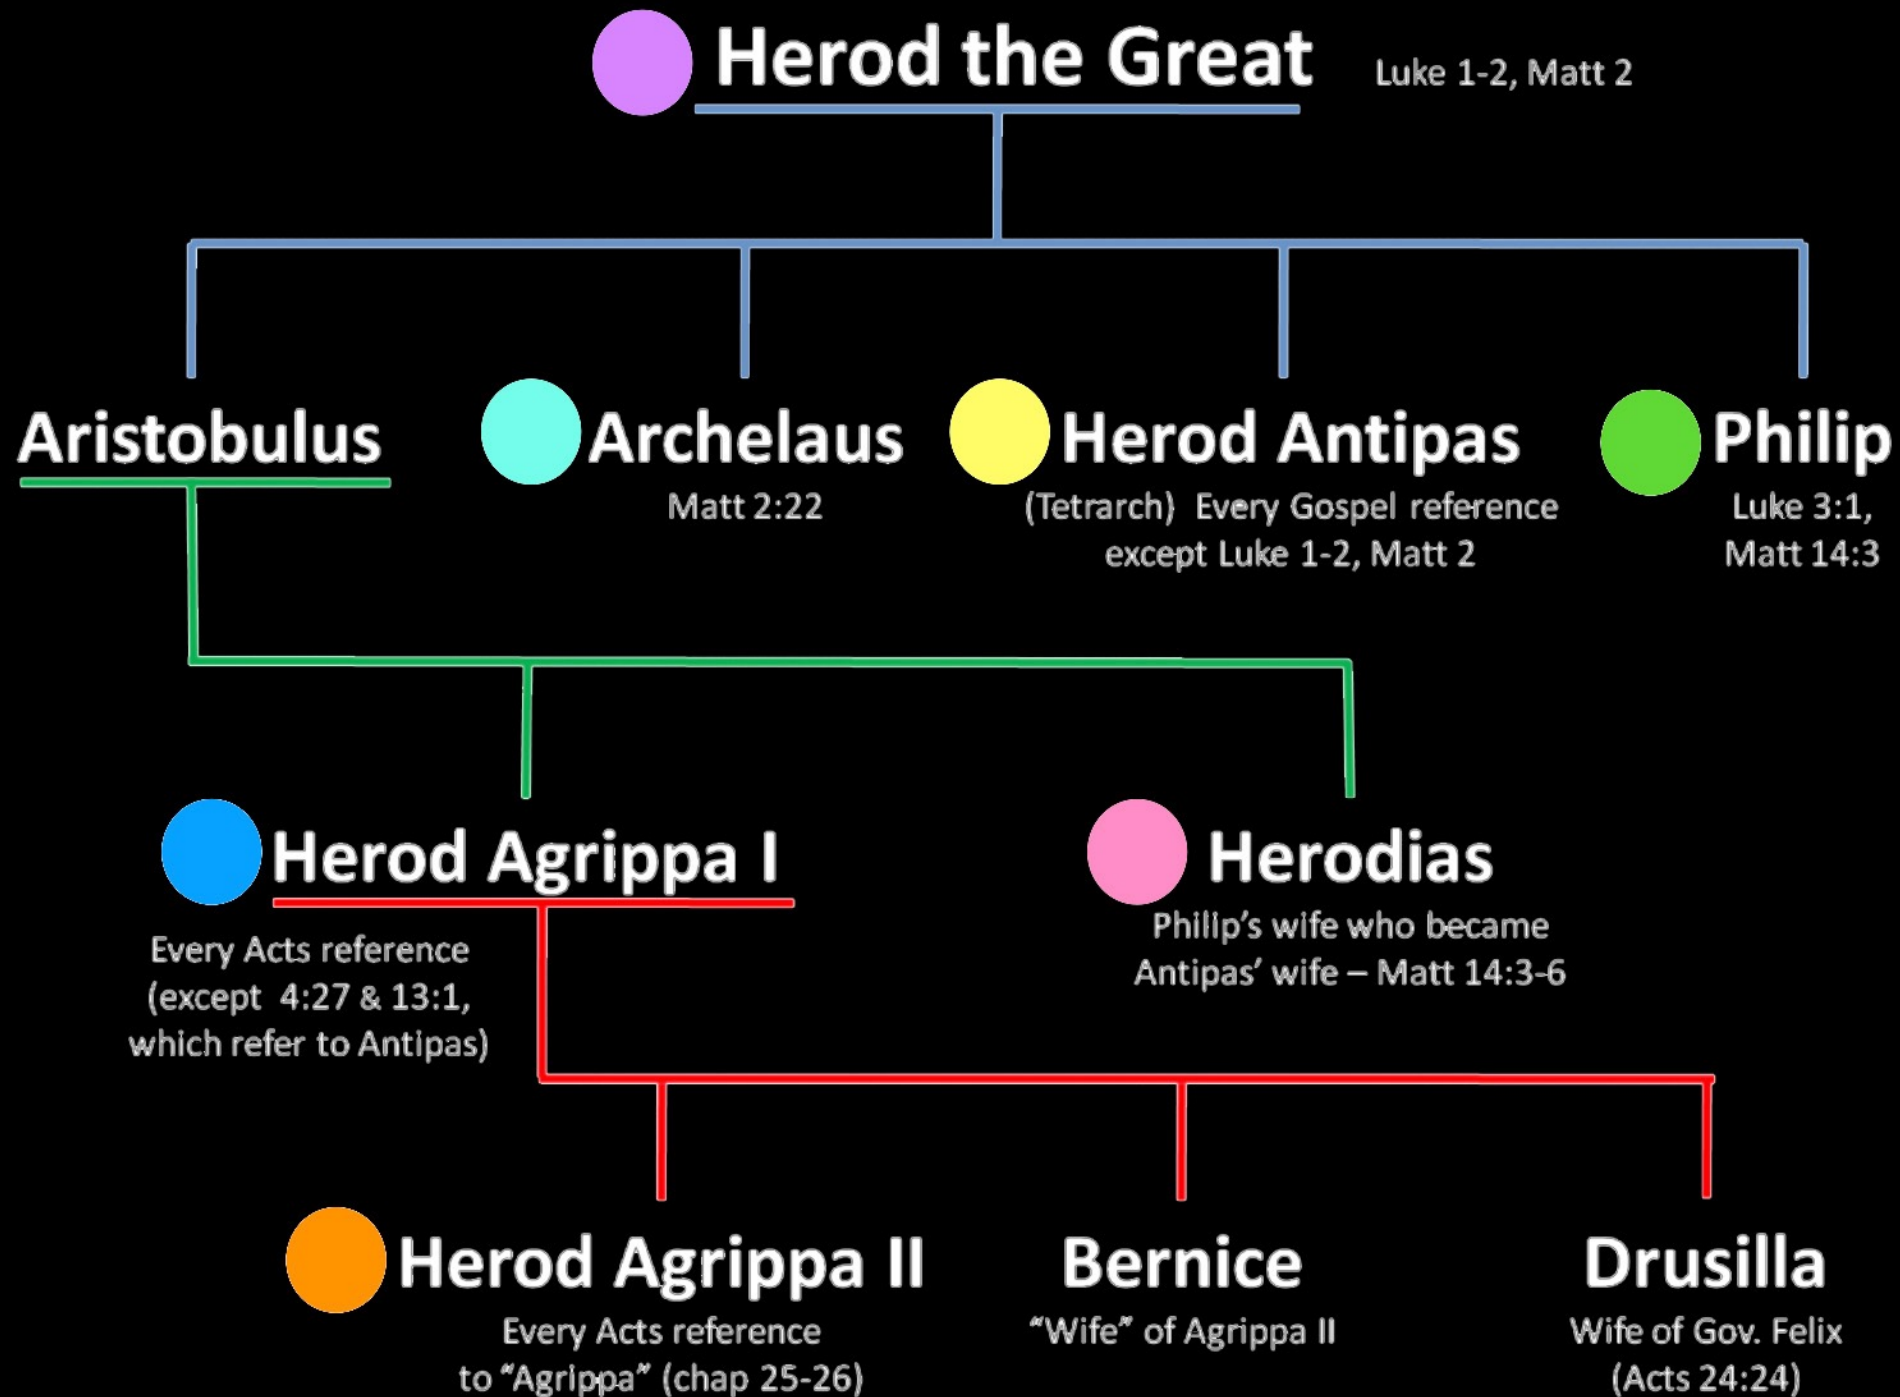 Herod the Great
Luke 1-2, Matt 2
Aristobulus
Archelaus
Matt 2:22
Herod Antipas
(Tetrarch) Every Gospel reference
except Luke 1-2, Matt 2
Philip
Luke 3:1,
Matt 14:3
Herod Agrippa I
Every Acts reference
(except 4:27 & 13:1,
which refer to Antipas)
Herodias
Philip’s wife who became
Antipas’ wife – Matt 14:3-6
Herod Agrippa II
Every Acts reference
to “Agrippa” (chap 25-26)
Bernice
“Wife” of Agrippa II
Drusilla
Wife of Gov. Felix
(Acts 24:24)